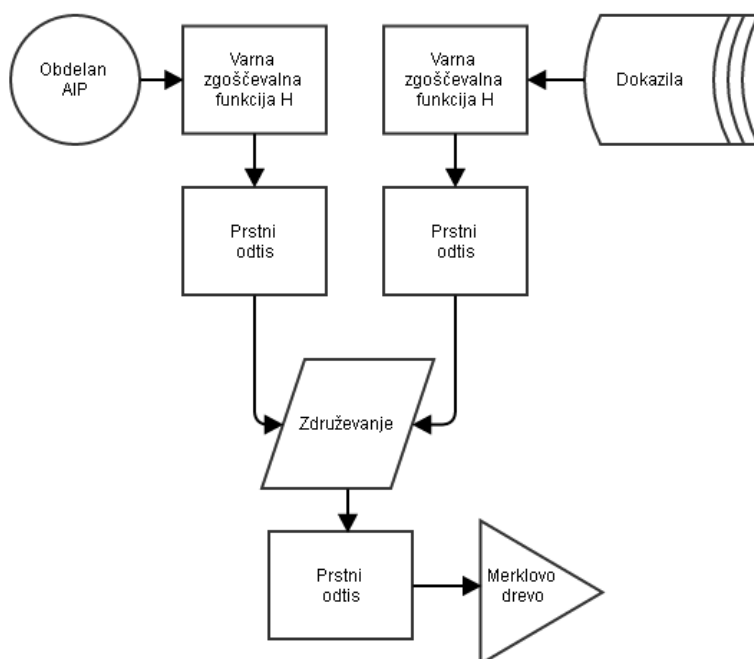 Obdelan
AIP
Varna
zgoščevalna
funkcija H
Varna
zgoščevalna
funkcija H
Dokazila
Prstni
odtis
Prstni
odtis
Združevanje
Prstni
odtis
Merklovo
drevo